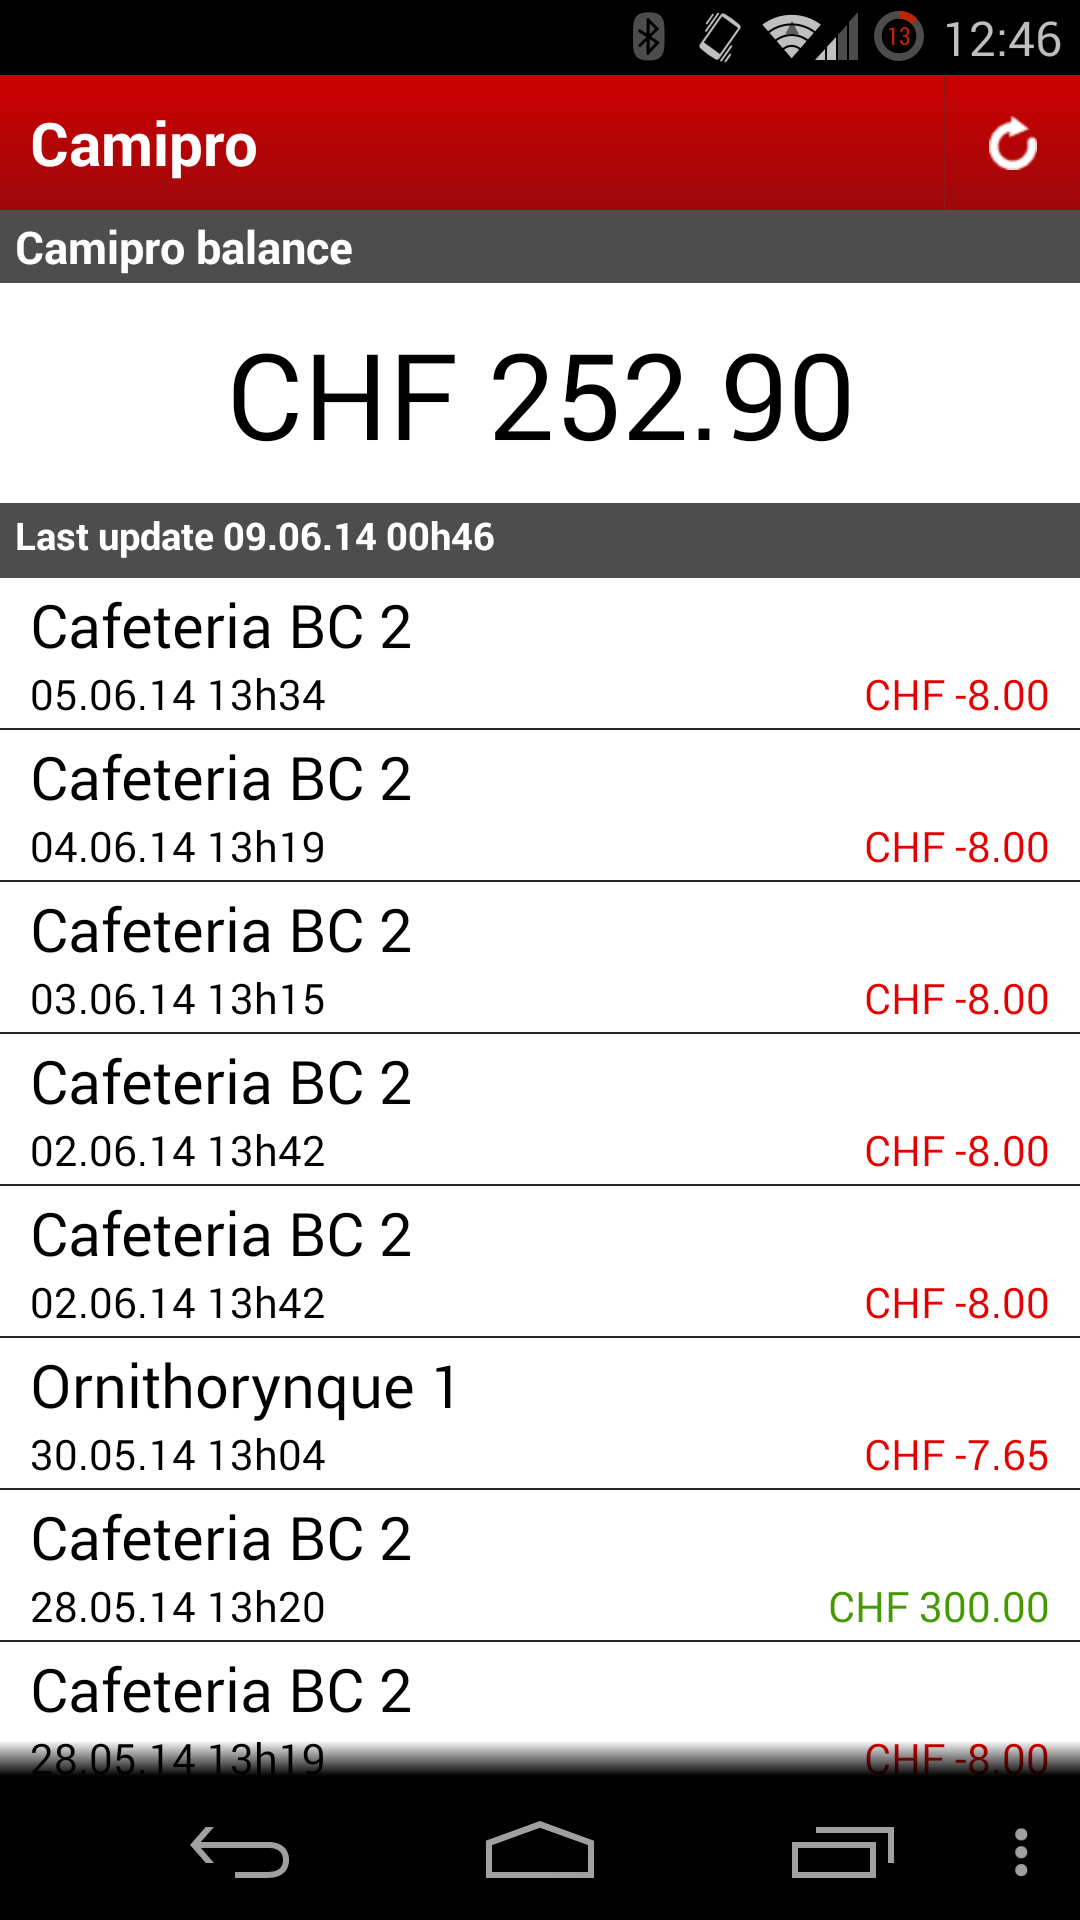 13 12:46
Camipro
Camipro balance
CHF 252.90
Last update 09.06.14 00h46
Cafeteria BC 2
05.06.14 13h34 CHF -8.00
Cafeteria BC 2
04.06.14 13h19 CHF -8.00
Cafeteria BC 2
03.06.14 13h15 CHF -8.00
Cafeteria BC 2
02.06.14 13h42 CHF -8.00
Cafeteria BC 2
02.06.14 13h42 CHF -8.00
Ornithorynque 1
30.05.14 13h04 CHF -7.65
Cafeteria BC 2
28.05.14 13h20 CHF 300.00
Cafeteria BC 2
28.05.14 13h19 CHF -8.00